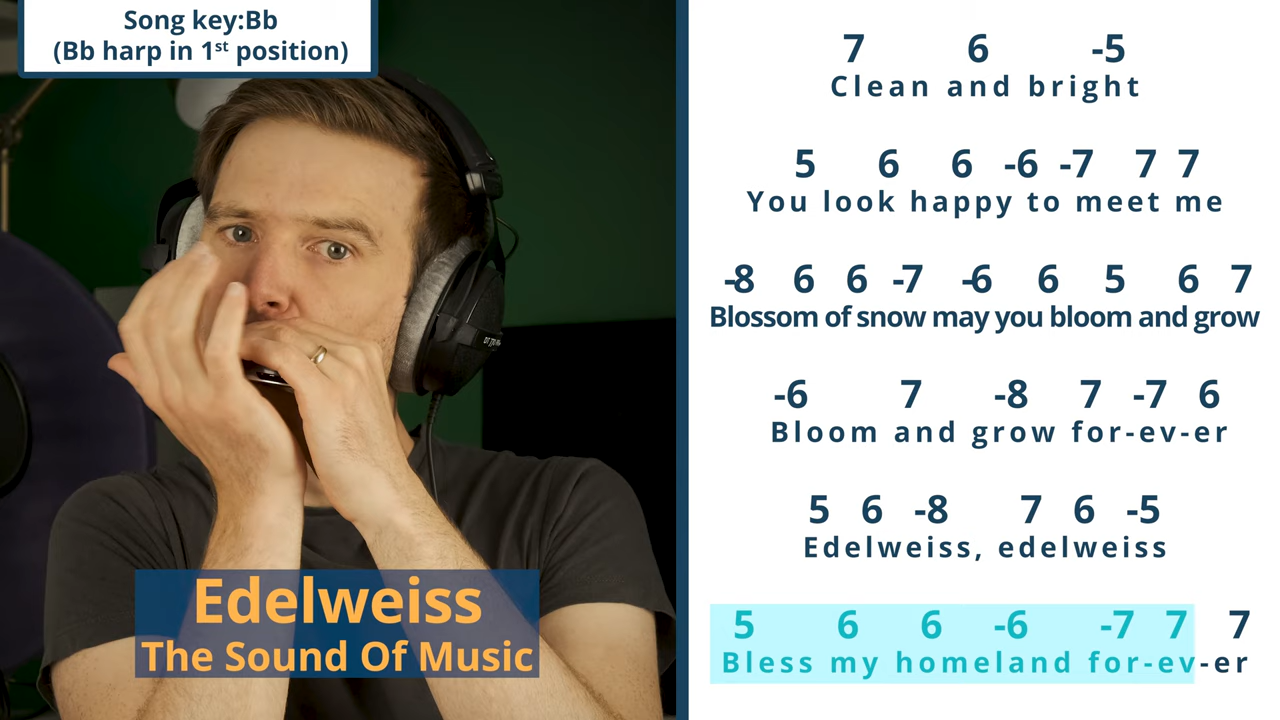 Song key:Bb
(Bb harp in 1st position)
Edelweiss
The Sound Of Music
7 6 -5
Clean and bright
5 6 6 -6 -7 7 7
You look happy to meet me
-8 6 6 -7 -6 6 5 6 7
Blossom of snow may you bloom and grow
-6 7 -8 7 -7 6
Bloom and grow for-ev-er
5 6 -8 7 6 -5
Edelweiss, edelweiss
5 6 6 -6 -7 7 7
Bless my homeland for-ev-er